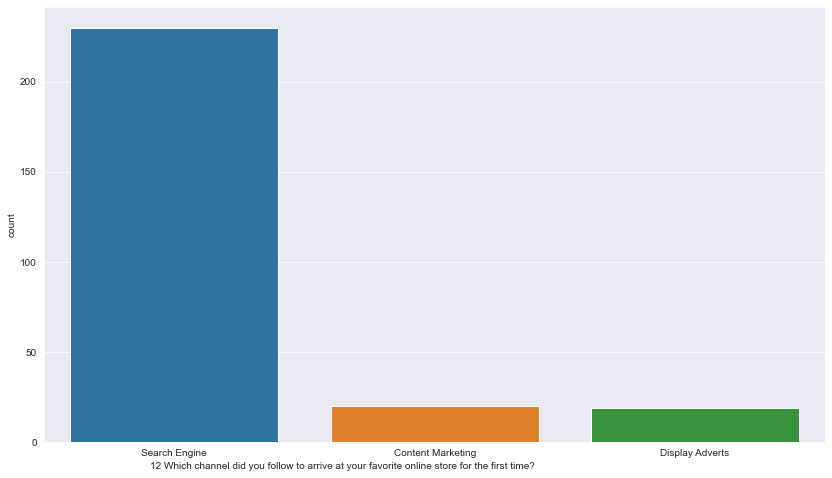 200
150
100
50
0
count
Search Engine Content Marketing Display Adverts
12 Which channel did you follow to arrive at your favorite online store for the first time?